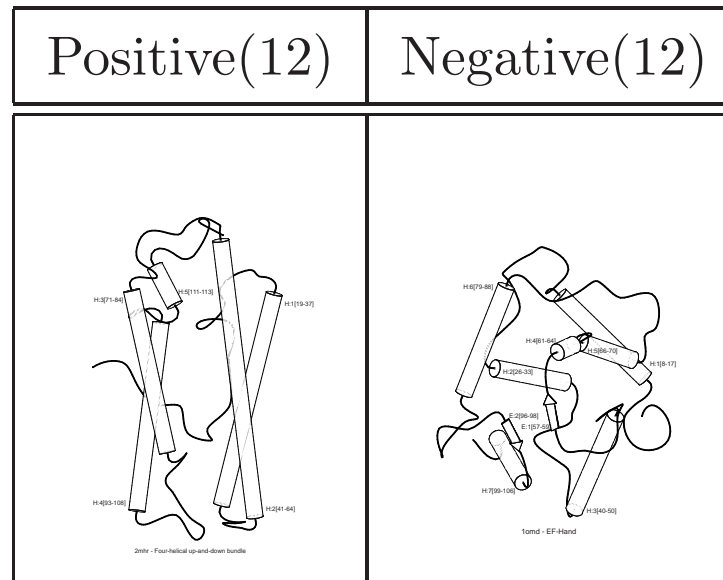 Positive(12)
Negative(12)
H:3[71-84]
H:5[111-113]
H:1[19-37]
H:4[93-108]
H:2[41-64]
2mhr - Four-helical up-and-down bundle
H:6[79-88]
H:4[61-64]
H:5[66-70]
H:1[8-17]
H:2[26-33]
E:2[96-98]
E:1[57-59]
H:7[99-106]
H:3[40-50]
1omd - EF-Hand